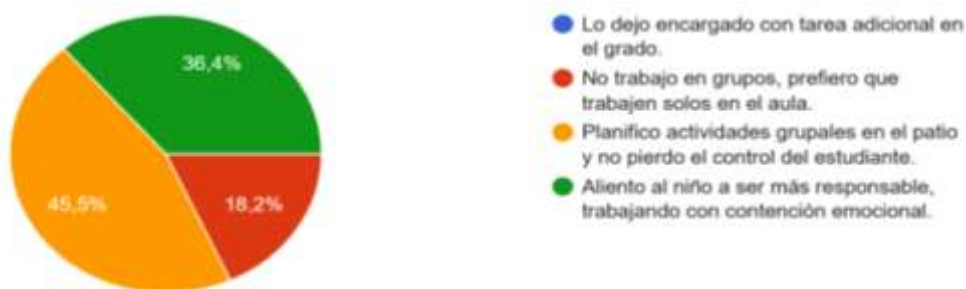 36,4%
45,5%
18,2%
Lo dejo encargado con tarea adicional en
el grado.
No trabajo en grupos, prefiero que
trabajen solos en el aula.
Planifico actividades grupales en el patio
y no pierdo el control del estudiante.
Aliento al niño a ser más responsable,
trabajando con contención emocional.